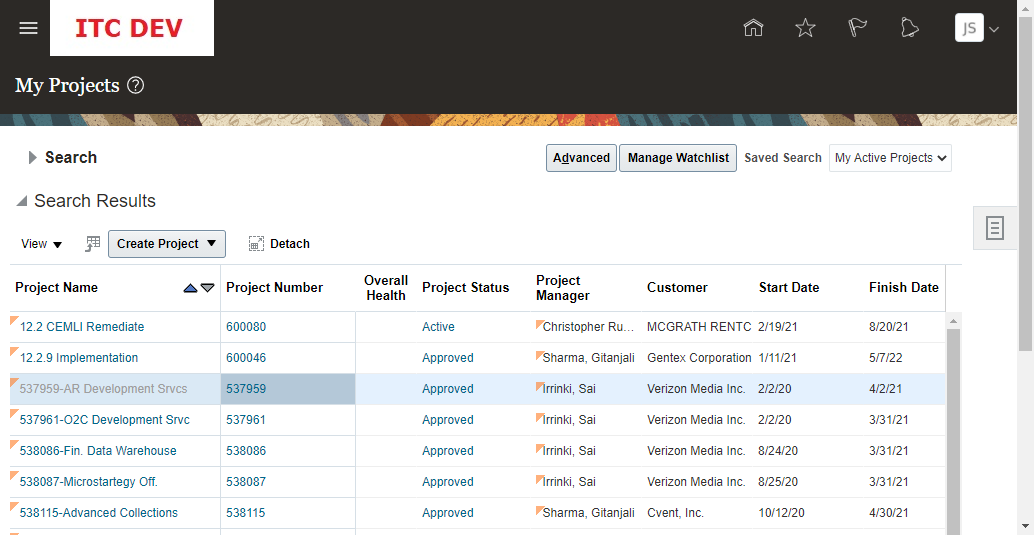 ITC DEV
JS
My Projects ?
Search
Advanced Manage Watchlist Saved Search My Active Projects
Search Results
View Create Project Detach
Project Name Project Number Overall Health Project Status Project Manager Customer Start Date Finish Date
12.2 CEMLI Remediate 600080 Active Christopher Ru... MCGRATH RENTC 2/19/21 8/20/21
12.2.9 Implementation 600046 Approved Sharma, Gitanjali Gentex Corporation 1/11/21 5/7/22
537959-AR Development Srvcs 537959 Approved Irrinki, Sai Verizon Media Inc. 2/2/20 4/2/21
537961-O2C Development Srvc 537961 Approved Irrinki, Sai Verizon Media Inc. 2/2/20 3/31/21
538086-Fin. Data Warehouse 538086 Approved Irrinki, Sai Verizon Media Inc. 8/24/20 3/31/21
538087-Microstartegy Off. 538087 Approved Irrinki, Sai Verizon Media Inc. 8/25/20 3/31/21
538115-Advanced Collections 538115 Approved Sharma, Gitanjali Cvent, Inc. 10/12/20 4/30/21